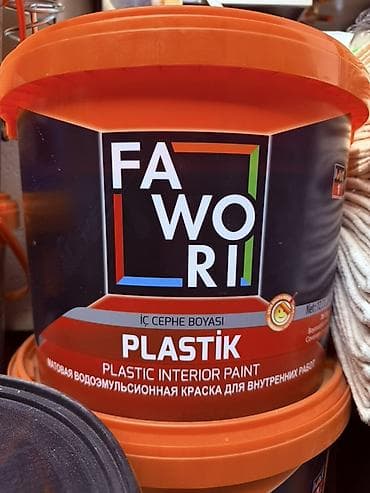 FA
WO
RI
İÇ CEPHE BOYASI
PLASTİK
PLASTIC INTERIOR PAINT
МАТОВАЯ ВОДОЭМУЛЬСИОННАЯ КРАСКА ДЛЯ ВНУТРЕННИХ РАБОТ